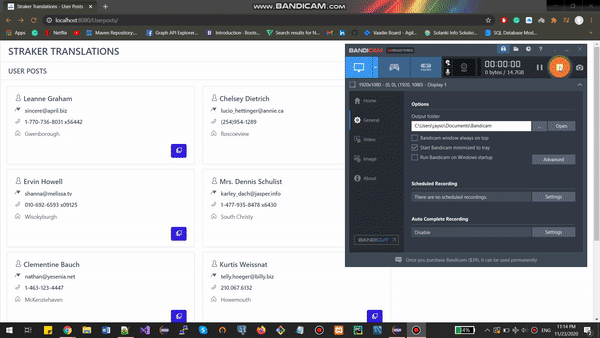 Straker Translations - User Posts
WWW.BANDICAM.COM
localhost:8080/Userposts/
Apps
Netflix
Maven Repository...
Graph API Explorer...
Introduction · Boots...
Search results for N...
Vaadin Board - Agil...
Solarki Info Solutio...
SQL Database Mod...
STRAKER TRANSLATIONS
USER POSTS
Leanne Graham
sincere@april.biz
1-770-736-8031 x56442
Gwenborough
Chelsey Dietrich
lucio_hettinger@annie.ca
(254)954-1289
Roscoeview
Ervin Howell
shanna@melissa.tv
010-692-6593 x09125
Wisokyburgh
Mrs. Dennis Schulist
karley_dach@jasper.info
1-477-935-8478 x6430
South Christy
Clementine Bauch
nathan@yesenia.net
1-463-123-4447
McKenziehaven
Kurtis Weissnat
telly.hoeger@billy.biz
210.067.6132
Howemouth
BANDICAM UNREGISTERED
00:00:00
0 bytes / 14.7GB
REC
1920x1080 - (0, 0), (1920, 1080) - Display 1
Home
General
Video
Image
About
BANDICUT
Options
Output folder
C:\Users\jayso\Documents\Bandicam
...
Open
Bandicam window always on top
Start Bandicam minimized to tray
Run Bandicam on Windows startup
Advanced
Scheduled Recording
There are no scheduled recordings.
Settings
Auto Complete Recording
Disable
Settings
Once you purchase Bandicam ($39), it can be used permanently
11:14 PM
11/23/2020